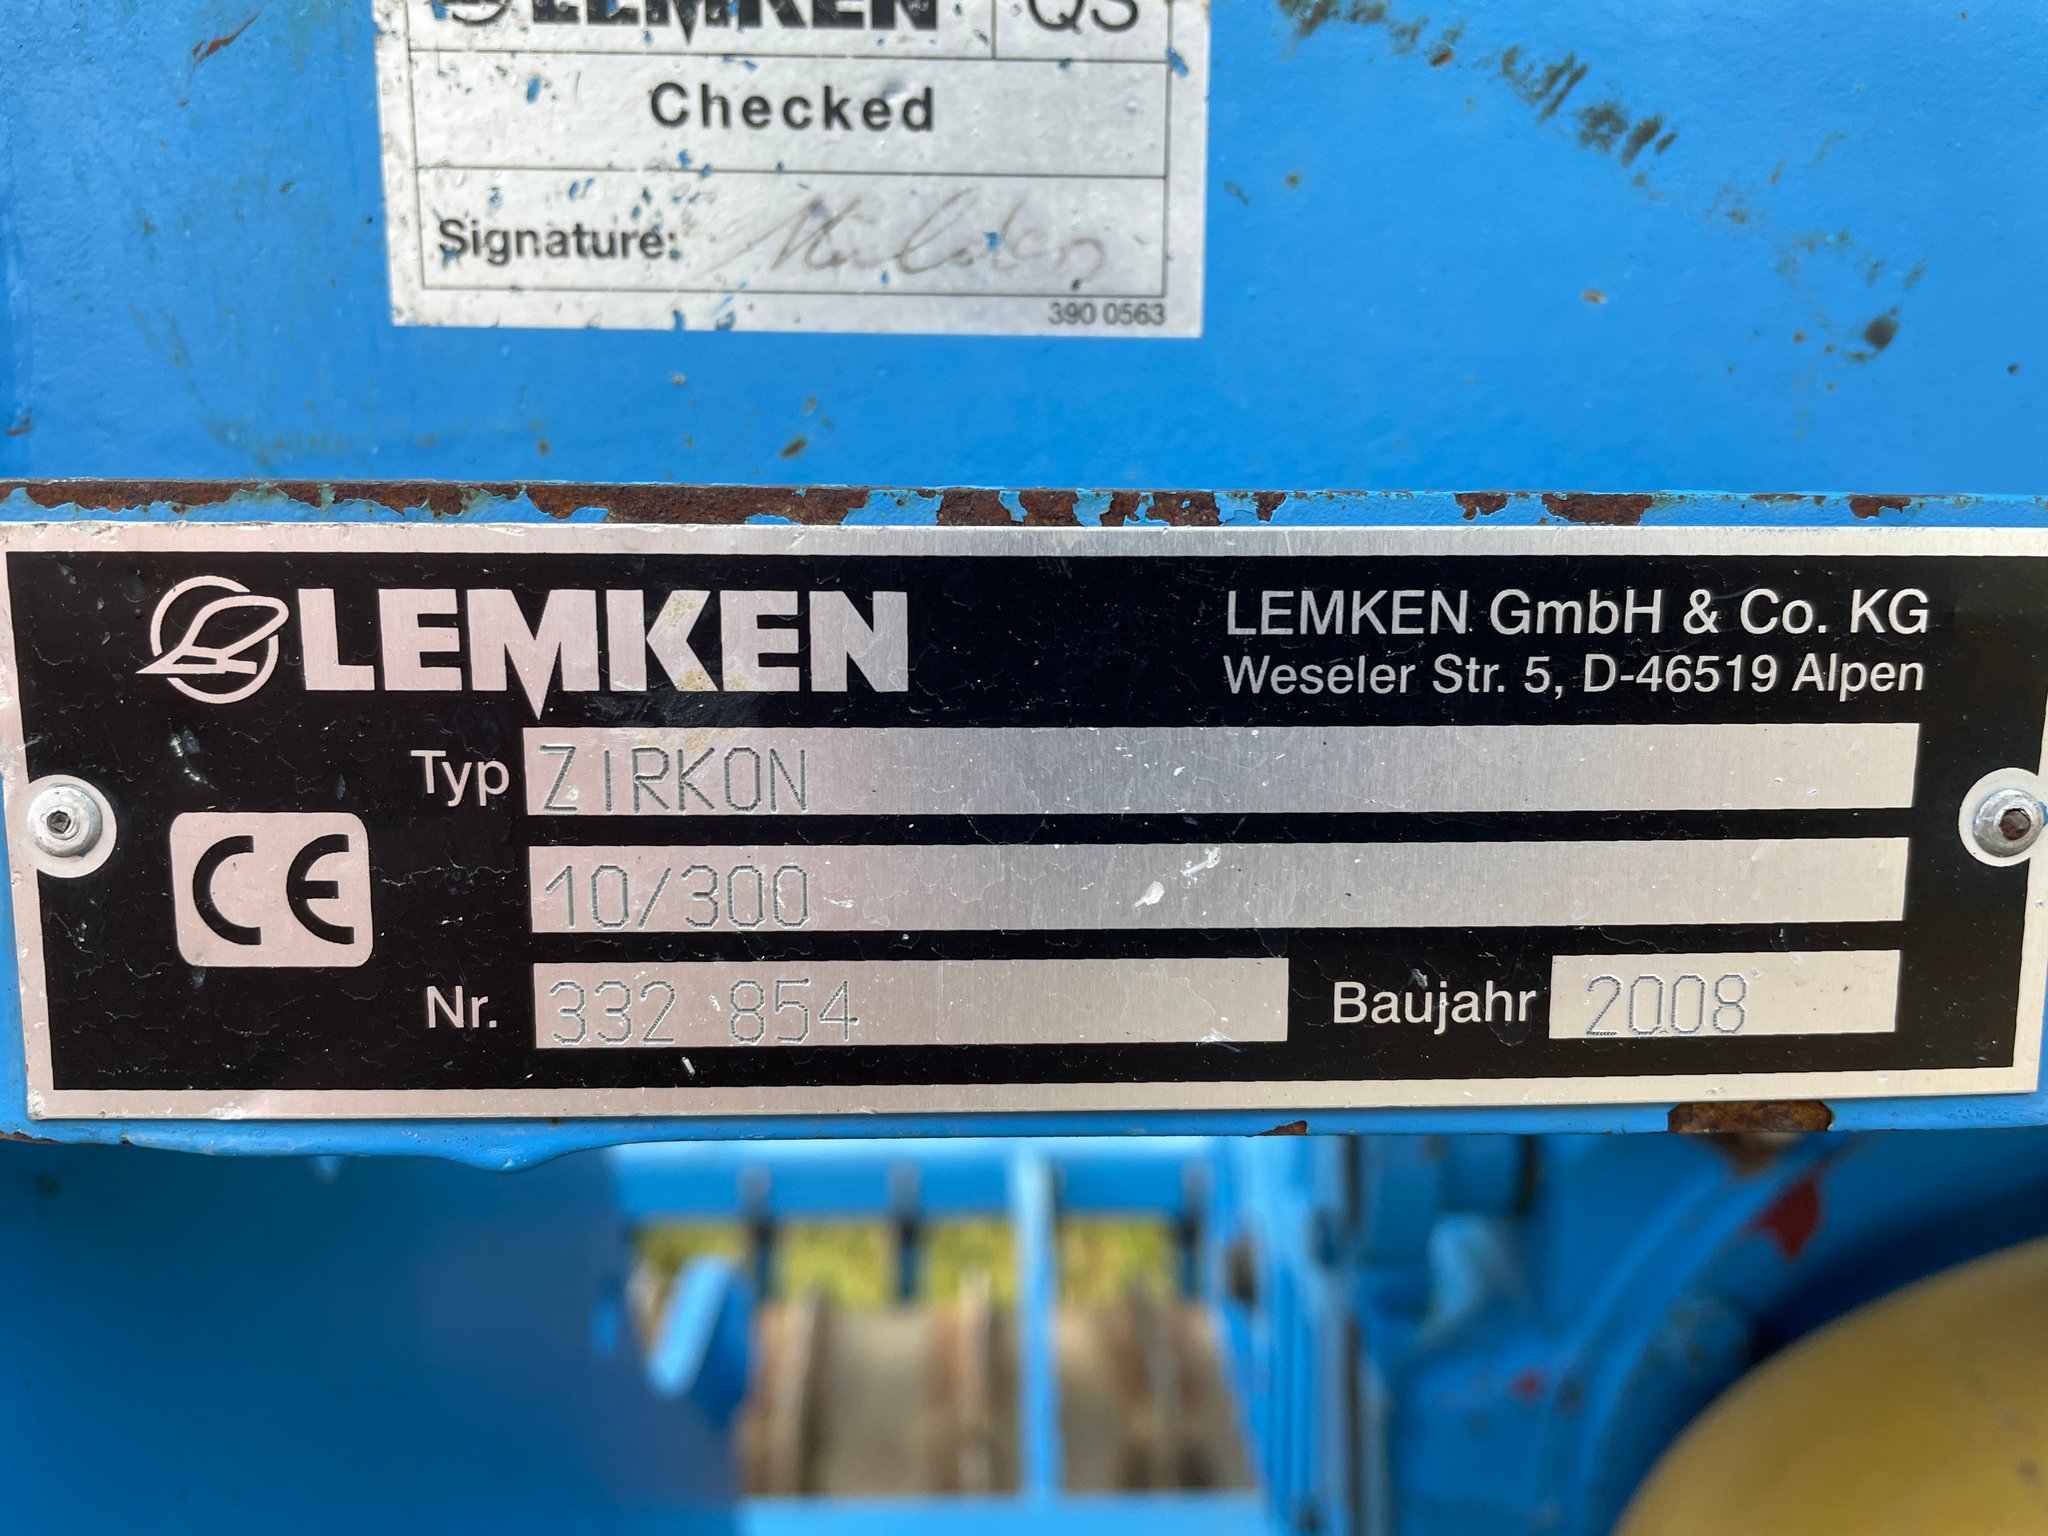 LEMKEN QS
Checked
Signature:
390 0563
LEMKEN
LEMKEN GmbH & Co. KG
Weseler Str. 5, D-46519 Alpen
Typ ZIRKON
10/300
CE
Nr. 332 854 Baujahr 2008